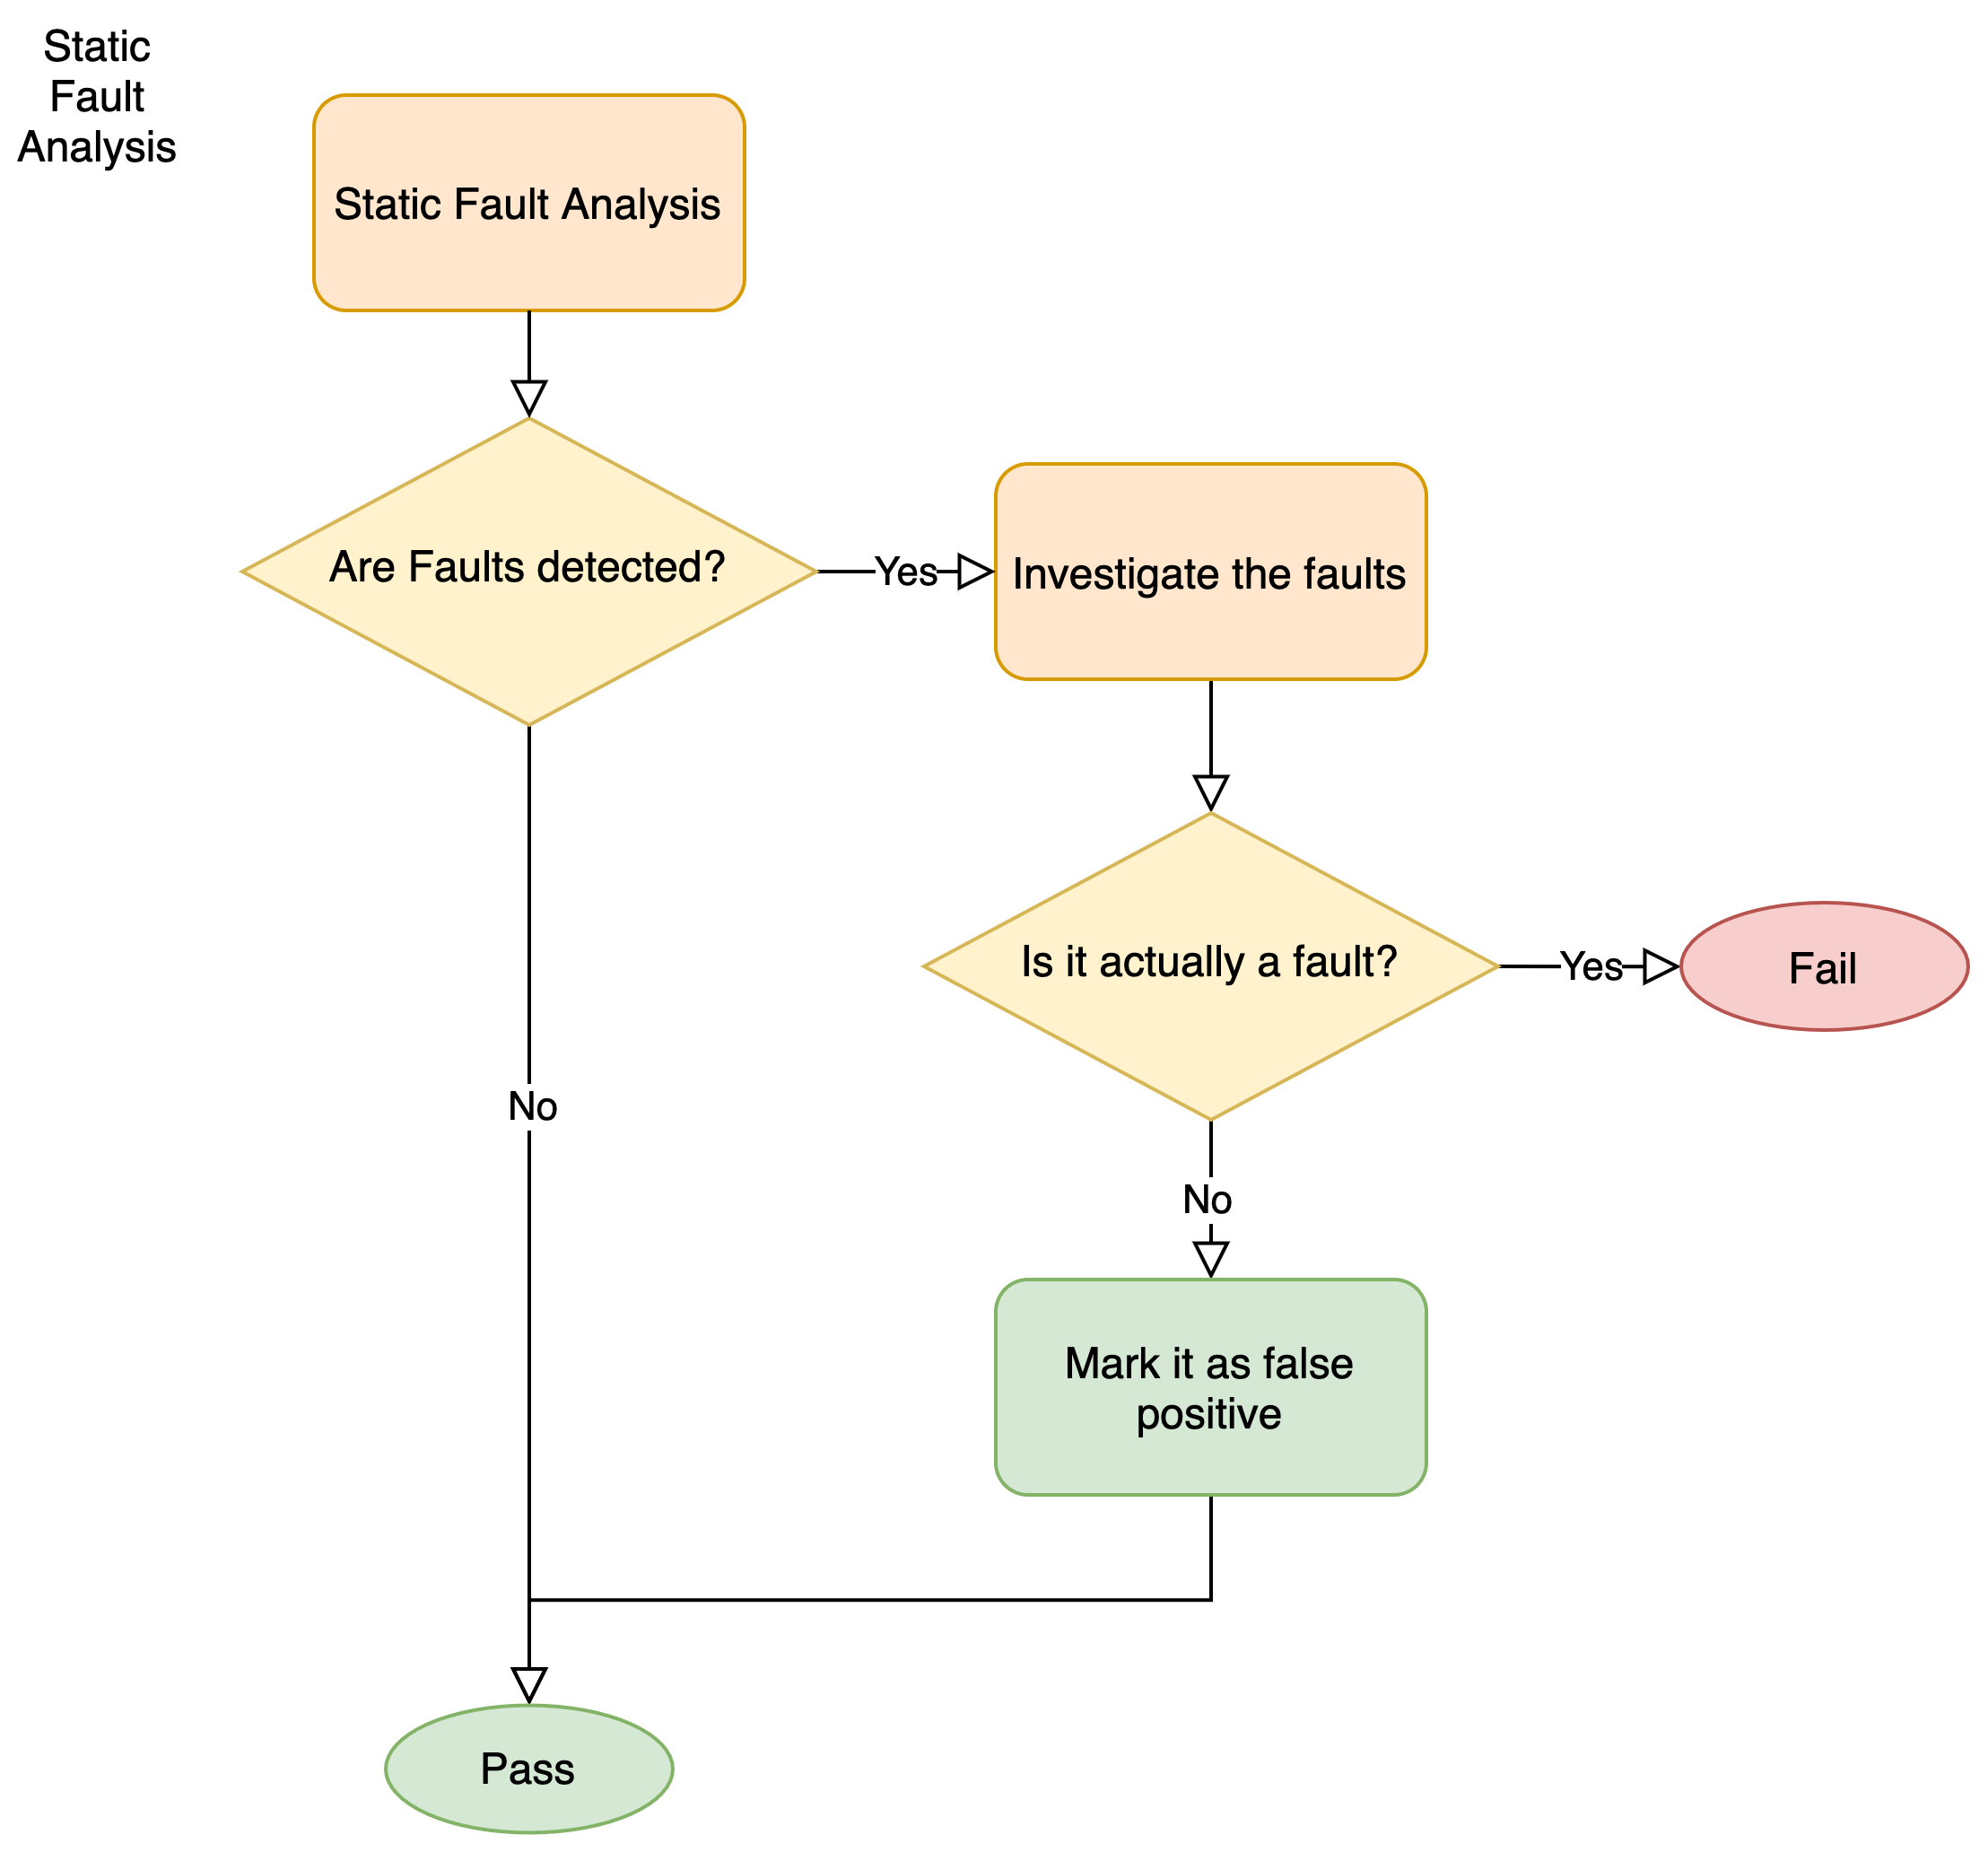 Static
Fault
Analysis
Static Fault Analysis
Are Faults detected?
Yes
Investigate the faults
Is it actually a fault?
Yes
Fail
No
No
Mark it as false
positive
Pass